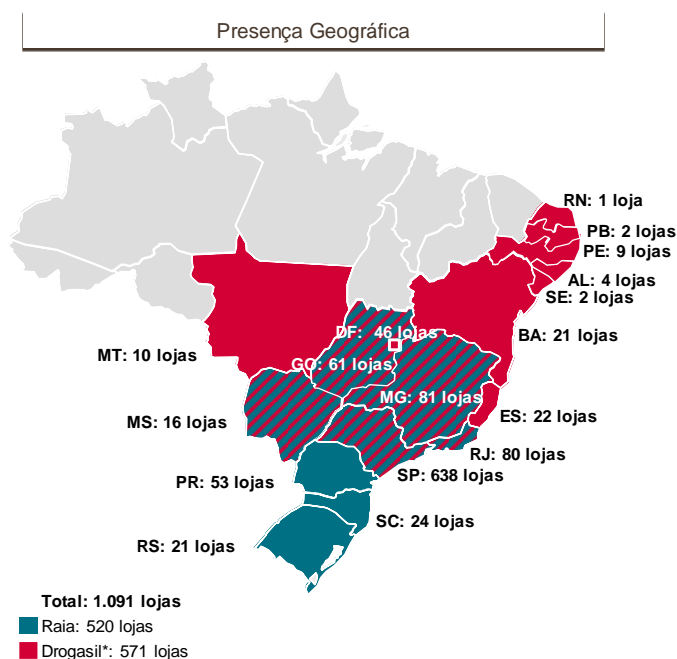 Presença Geográfica
RN: 1 loja
PB: 2 lojas
PE: 9 lojas
AL: 4 lojas
SE: 2 lojas
DF: 46 lojas
BA: 21 lojas
MT: 10 lojas
GO: 61 lojas
MG: 81 lojas
ES: 22 lojas
MS: 16 lojas
RJ: 80 lojas
SP: 638 lojas
PR: 53 lojas
SC: 24 lojas
RS: 21 lojas
Total: 1.091 lojas
Raia: 520 lojas
Drogasil*: 571 lojas